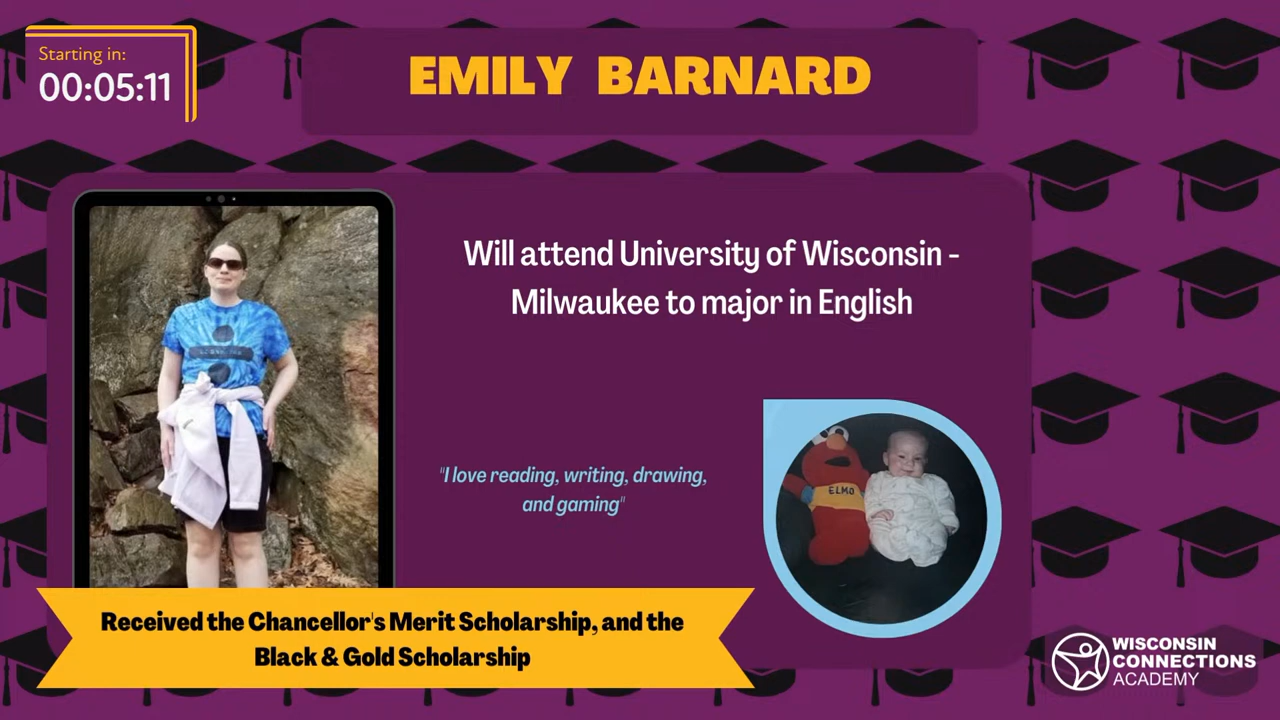 Starting in:
00:05:11
EMILY BARNARD
Will attend University of Wisconsin -
Milwaukee to major in English
"I love reading, writing, drawing,
and gaming"
ELMO
Received the Chancellor's Merit Scholarship, and the
Black & Gold Scholarship
WISCONSIN
CONNECTIONS
ACADEMY